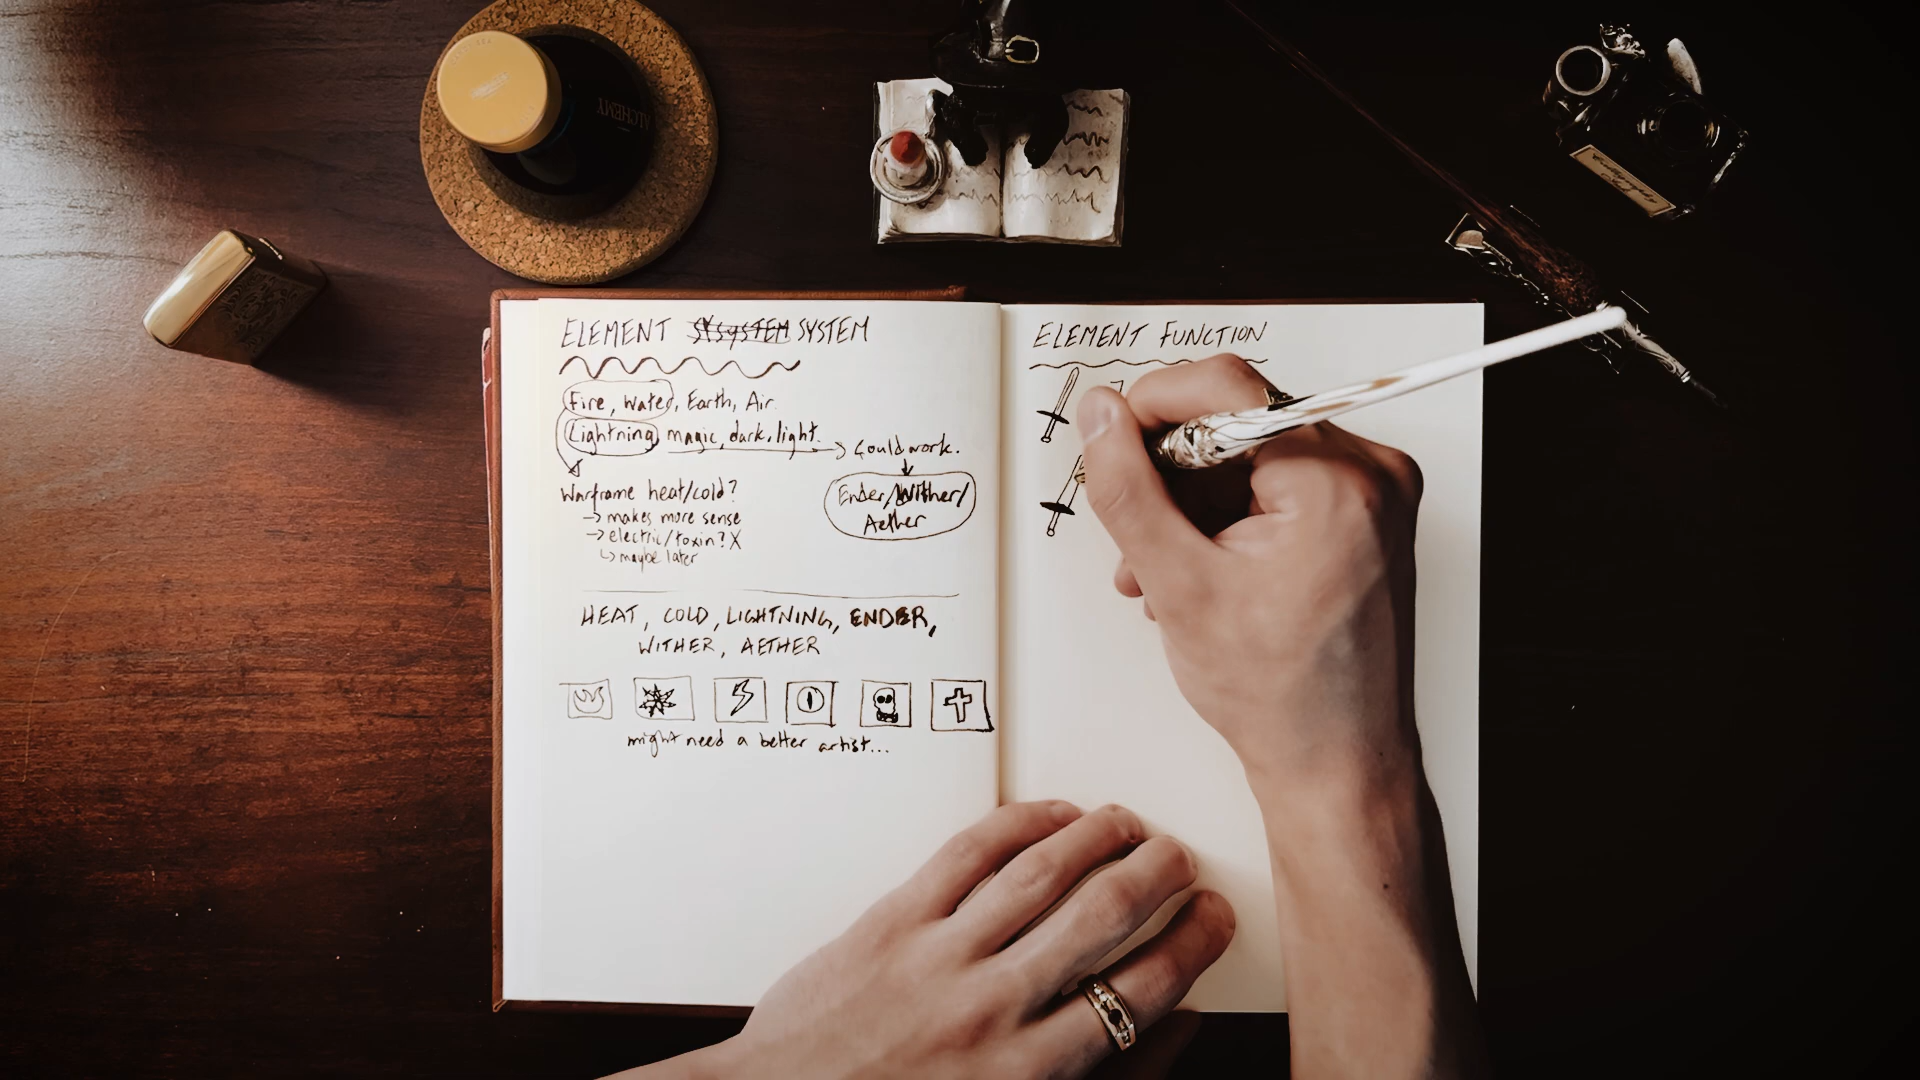 ALCHEMY
ELEMENT SYSYSTEM SYSTEM
Fire, Water, Earth, Air.
Lightning, magic, dark, light. → Could work.
Ender/Wither/
Aether
Warframe heat/cold?
→ makes more sense
→ electric/toxin? X
↳ maybe later
HEAT, COLD, LIGHTNING, ENDER,
WITHER, AETHER
might need a better artist...
ELEMENT FUNCTION